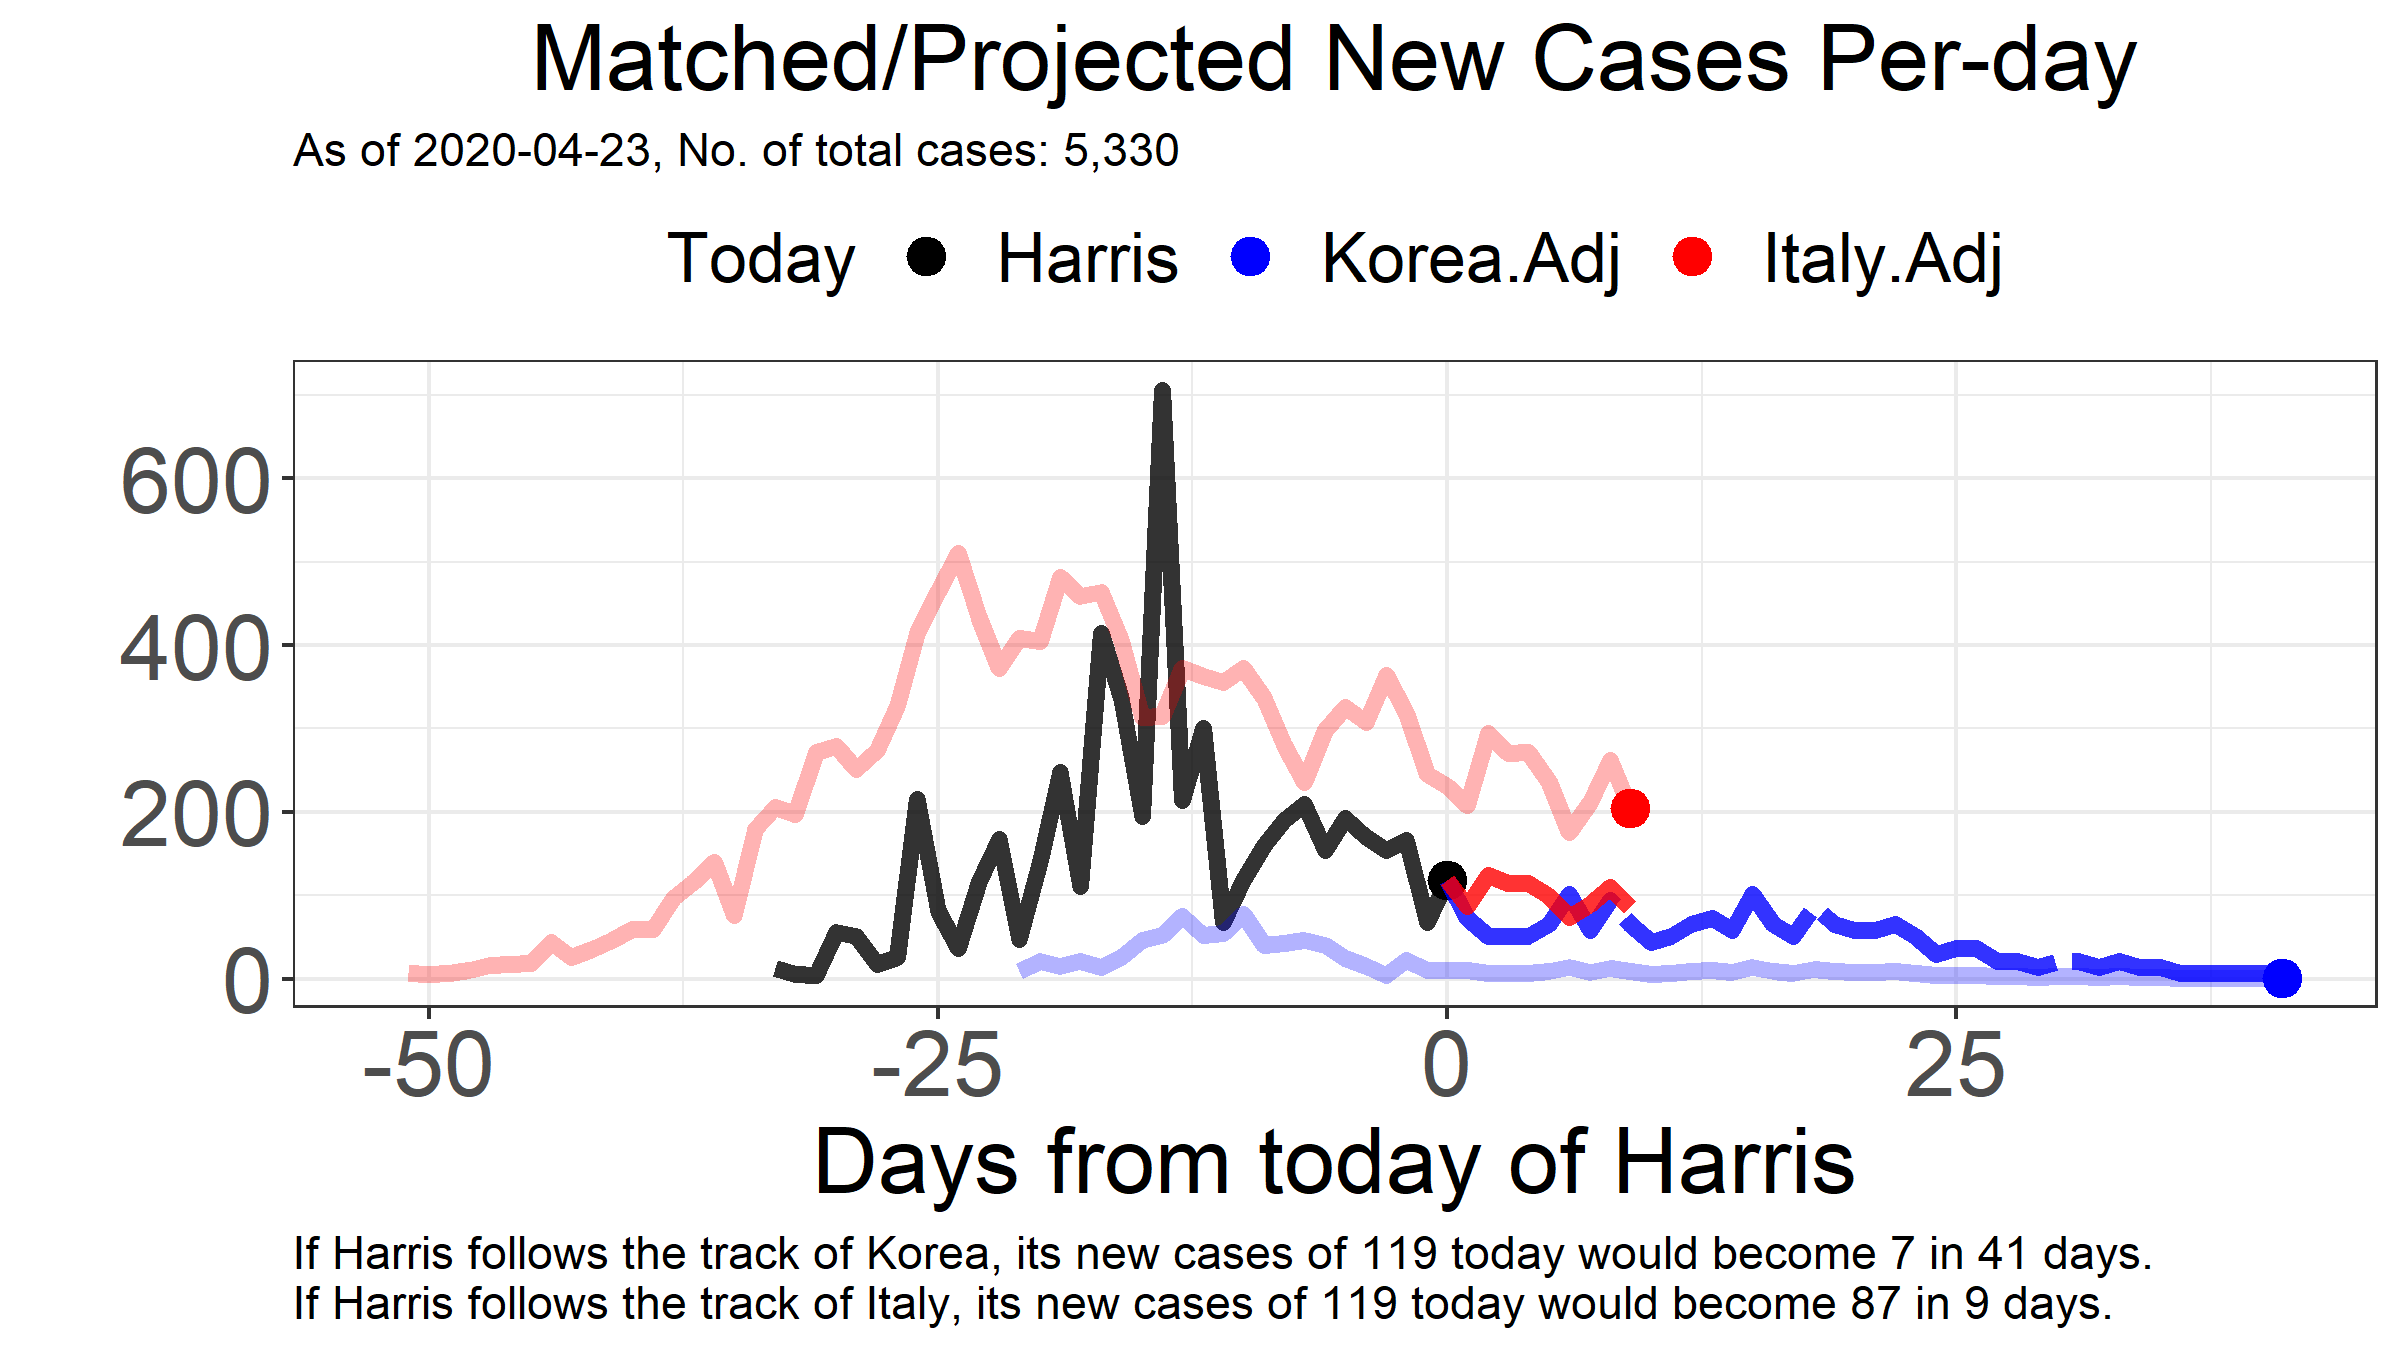 Matched/Projected New Cases Per-day
As of 2020-04-23, No. of total cases: 5,330
Today Harris Korea.Adj Italy.Adj
600
400
200
0
-50 -25 0 25
Days from today of Harris
If Harris follows the track of Korea, its new cases of 119 today would become 7 in 41 days.
If Harris follows the track of Italy, its new cases of 119 today would become 87 in 9 days.